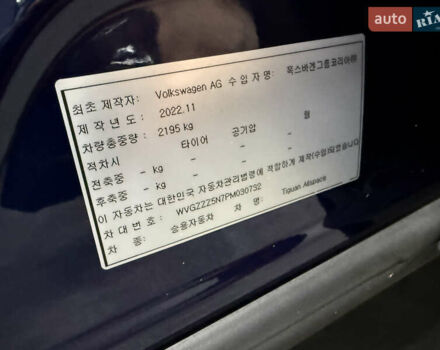 auto RIA
최초 제작자: Volkswagen AG 수 입 자 명: 폭스바겐그룹코리아㈜
제 작 년 도 : 2022.11
차량총중량 : 2195 kg
적차시 타이어 공기압 휠
전축중 - kg - - -
후축중 - kg - - -
이 자동차는 대한민국 자동차관리법령에 적합하게 제작(수입)되었습니다.
차 대 번 호 : WVGZZZ5N7PM030732
차 종: 승용자동차 차 명: Tiguan Allspace